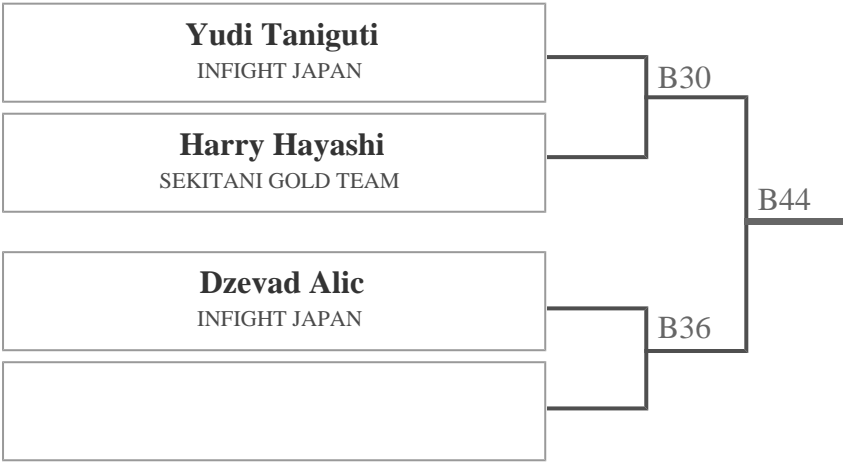 Yudi Taniguti
INFIGHT JAPAN
B30
Harry Hayashi
SEKITANI GOLD TEAM
B44
Dzevad Alic
INFIGHT JAPAN
B36